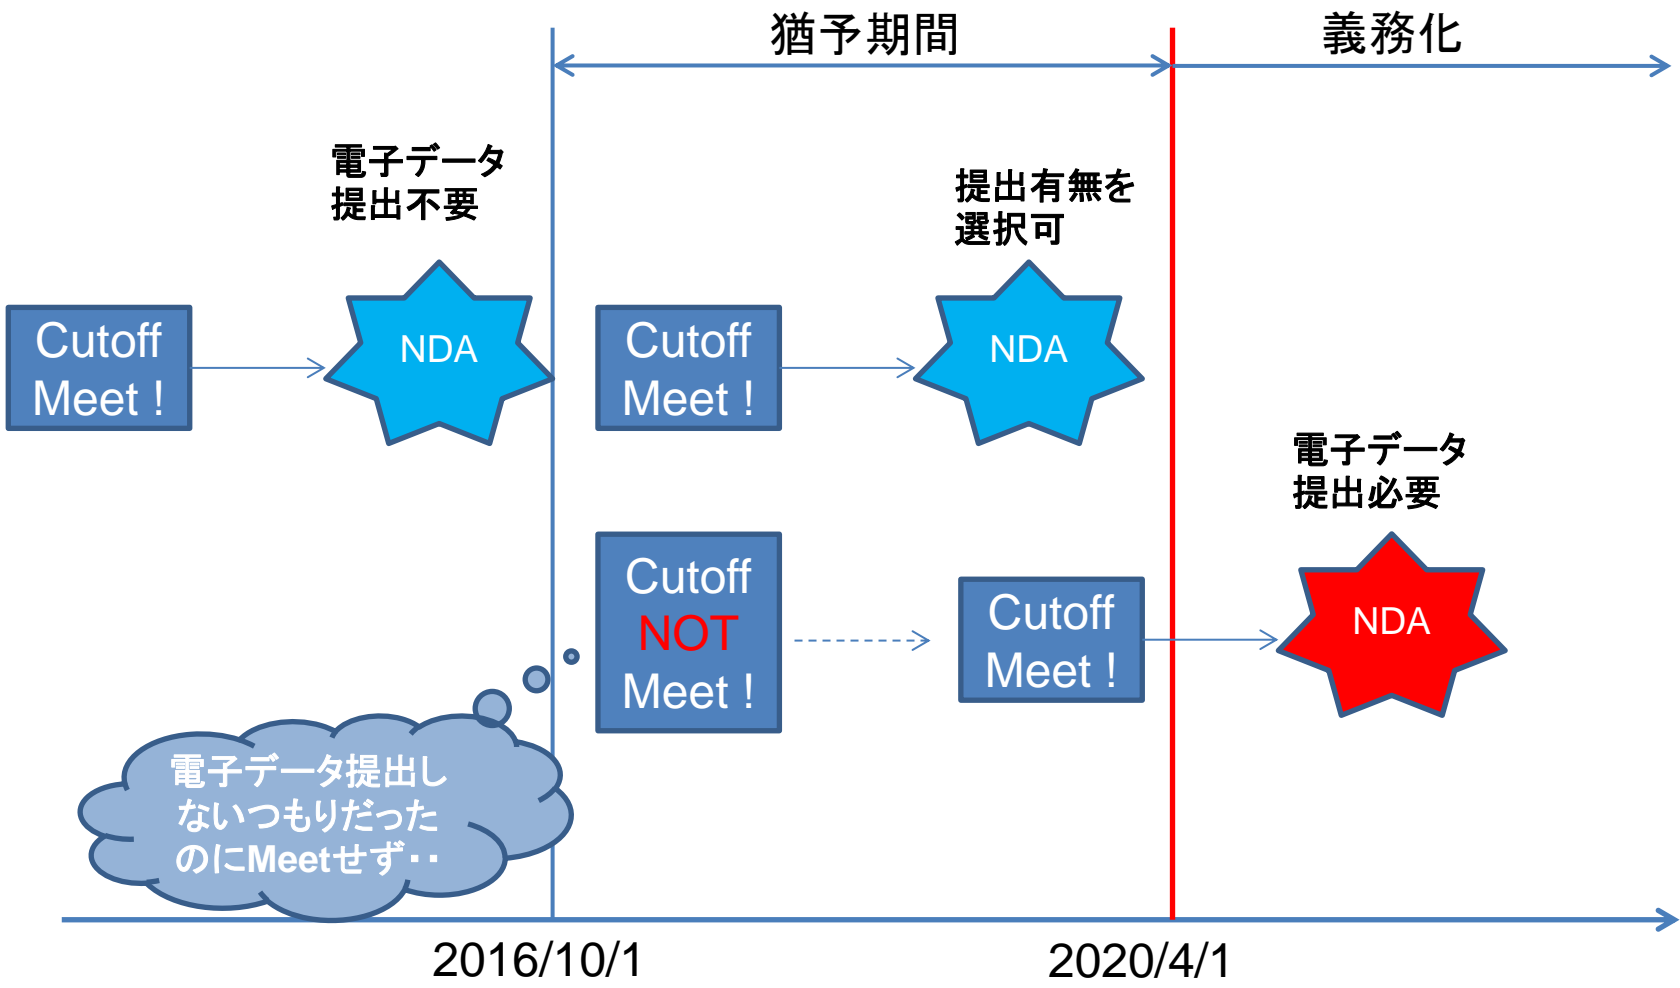 猶予期間
義務化
電子データ
提出不要
提出有無を
選択可
Cutoff
Meet !
NDA
Cutoff
Meet !
NDA
電子データ
提出必要
Cutoff
NOT
Meet !
Cutoff
Meet !
NDA
電子データ提出し
ないつもりだった
のにMeetせず・・
2016/10/1
2020/4/1